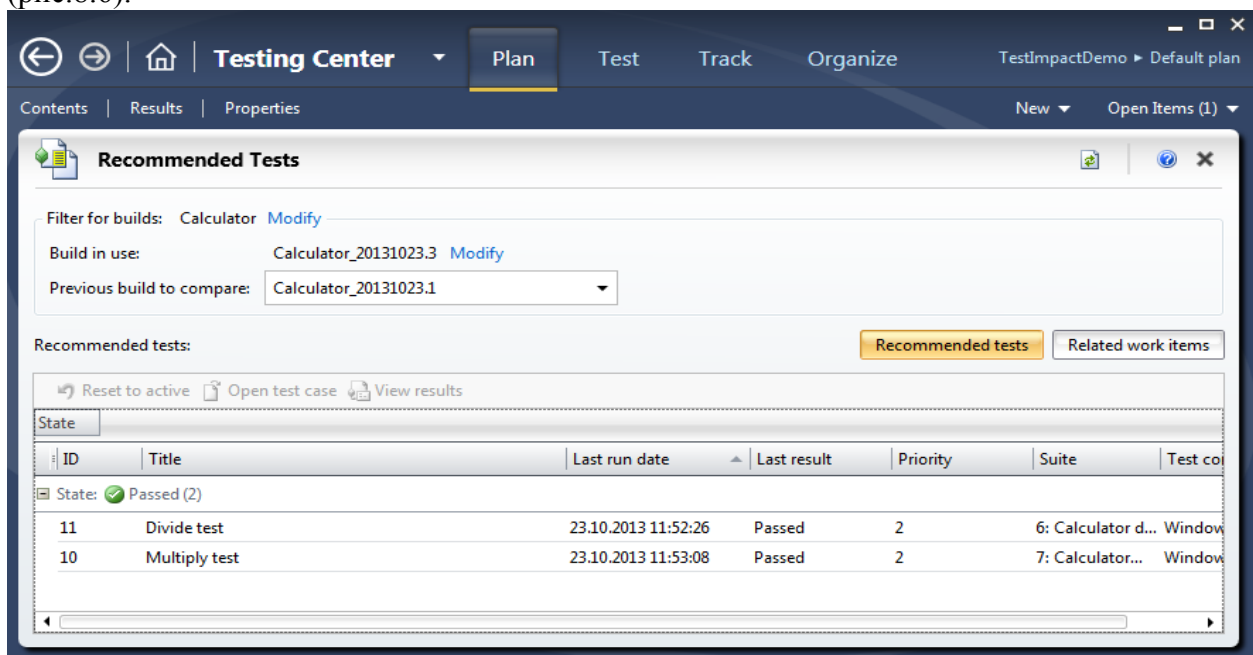 Testing Center Plan Test Track Organize TestImpactDemo ▸ Default plan
Contents | Results | Properties New Open Items (1)
Recommended Tests
Filter for builds: Calculator Modify
Build in use: Calculator_20131023.3 Modify
Previous build to compare: Calculator_20131023.1
Recommended tests: Recommended tests Related work items
Reset to active Open test case View results
State
ID Title Last run date Last result Priority Suite Test co
State: Passed (2)
11 Divide test 23.10.2013 11:52:26 Passed 2 6: Calculator d... Window
10 Multiply test 23.10.2013 11:53:08 Passed 2 7: Calculator... Window